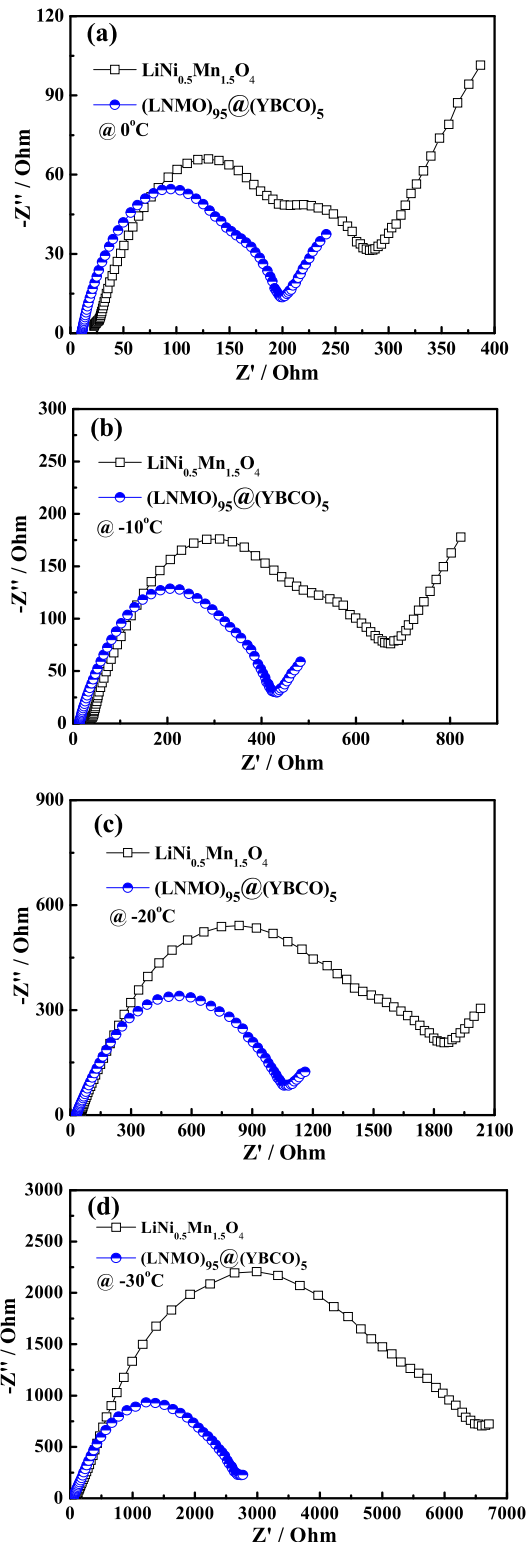 (a)
LiNi0.5Mn1.5O4
(LNMO)95@(YBCO)5
@ 0°C
-Z'' / Ohm
120
90
60
30
0
50 100 150 200 250 300 350 400
Z' / Ohm
(b)
LiNi0.5Mn1.5O4
(LNMO)95@(YBCO)5
@ -10°C
-Z'' / Ohm
300
250
200
150
100
50
0
0 200 400 600 800
Z' / Ohm
(c)
LiNi0.5Mn1.5O4
(LNMO)95@(YBCO)5
@ -20°C
-Z'' / Ohm
900
600
300
0
0 300 600 900 1200 1500 1800 2100
Z' / Ohm
(d)
LiNi0.5Mn1.5O4
(LNMO)95@(YBCO)5
@ -30°C
-Z'' / Ohm
3000
2500
2000
1500
1000
500
0
0 1000 2000 3000 4000 5000 6000 7000
Z' / Ohm